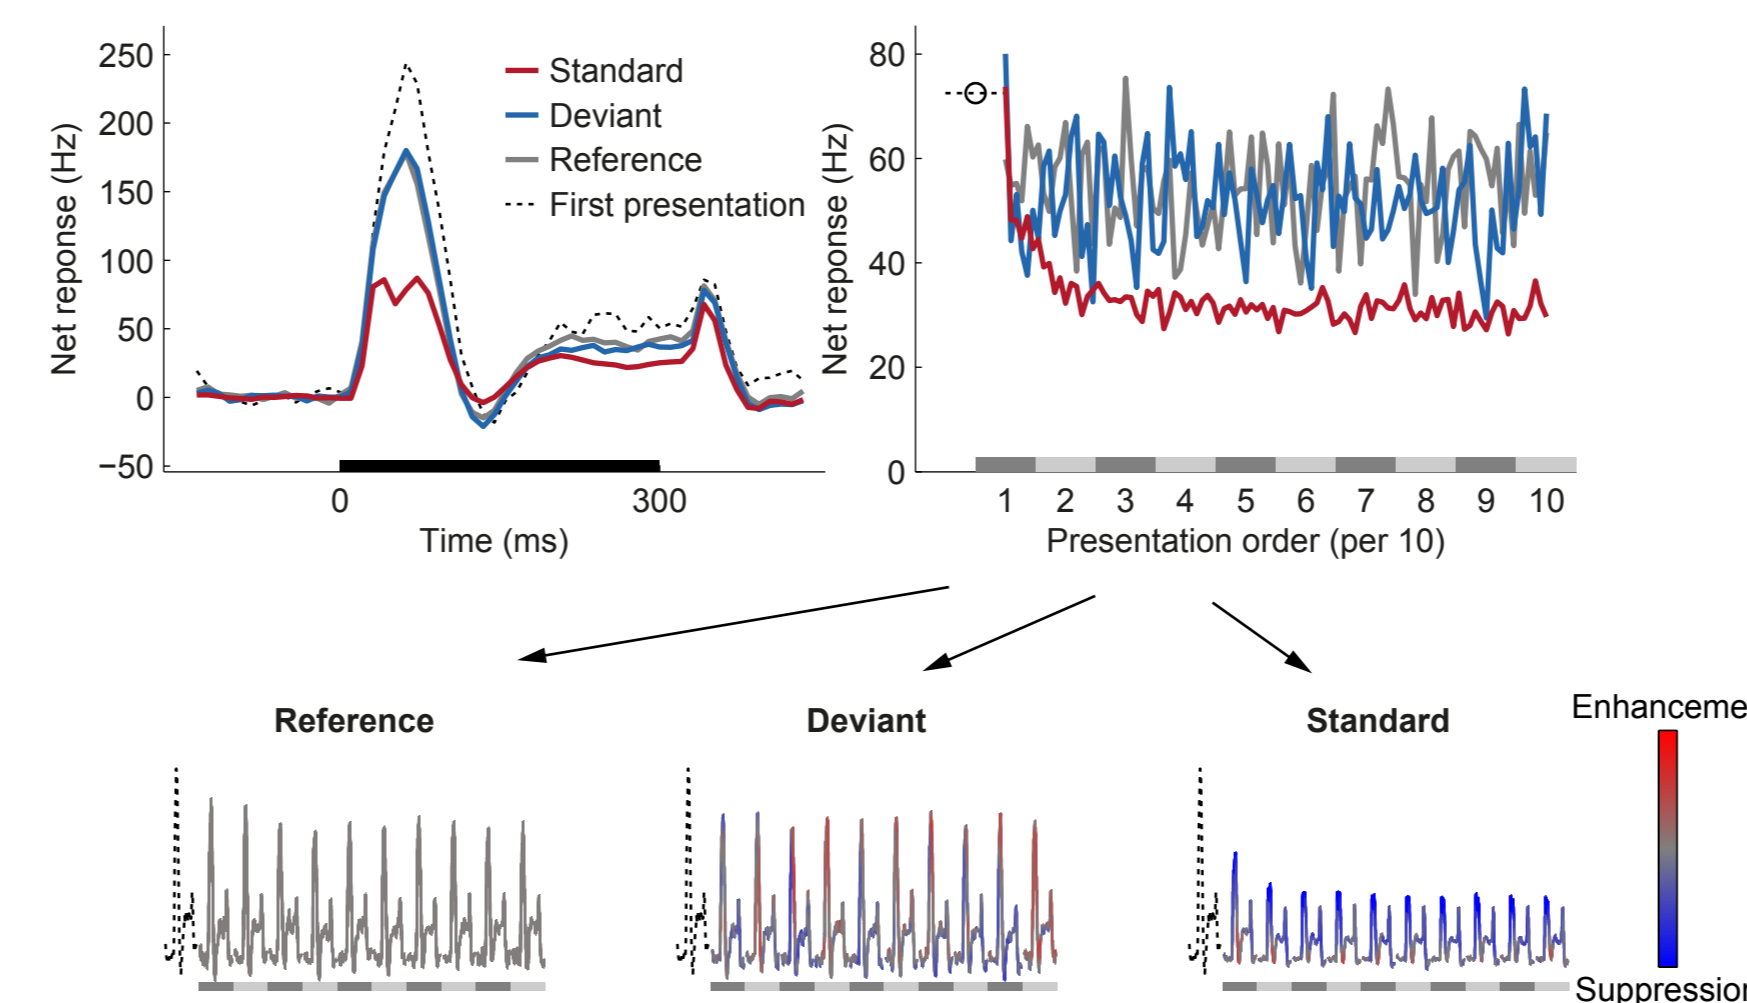 250
200
150
100
50
0
−50
Net reponse (Hz)
Standard
Deviant
Reference
First presentation
0 300
Time (ms)
80
60
40
20
0
Net reponse (Hz)
1 2 3 4 5 6 7 8 9 10
Presentation order (per 10)
Reference
Deviant
Standard
Enhanceme
Suppression